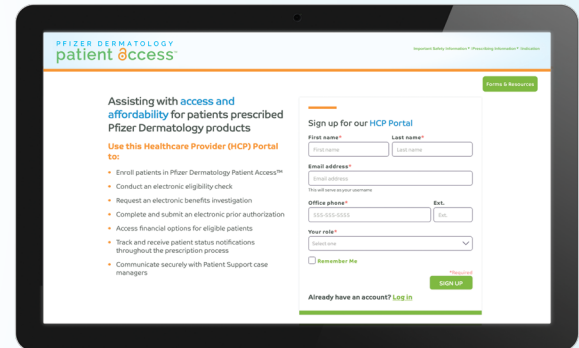 PFIZER DERMATOLOGY
patient access™
Important Safety Information
Prescribing Information
Indication
Forms & Resources
Assisting with access and
affordability for patients prescribed
Pfizer Dermatology products
Use this Healthcare Provider (HCP) Portal
to:
• Enroll patients in Pfizer Dermatology Patient Access™
• Conduct an electronic eligibility check
• Request an electronic benefits investigation
• Complete and submit an electronic prior authorization
• Access financial options for eligible patients
• Track and receive patient status notifications
throughout the prescription process
• Communicate securely with Patient Support case
managers
Sign up for our HCP Portal
First name* Last name*
First name Last name
Email address*
Email address
This will serve as your username
Office phone* Ext.
555-555-5555 Ext.
Your role*
Select one
Remember Me
*Required
SIGN UP
Already have an account? Log in